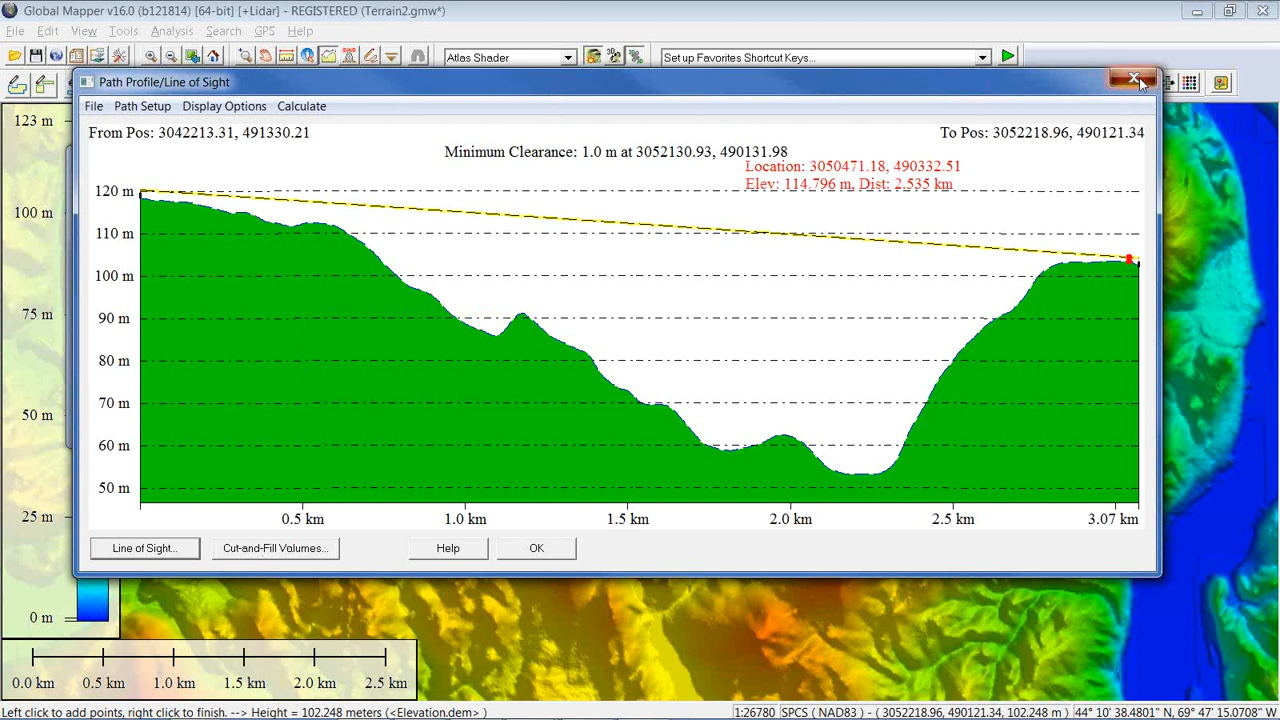 Global Mapper v16.0 (b121814) [64-bit] [+Lidar] - REGISTERED (Terrain2.gmw*)
File Edit View Tools Analysis Search GPS Help
Atlas Shader
Set up Favorites Shortcut Keys...
Path Profile/Line of Sight
File Path Setup Display Options Calculate
From Pos: 3042213.31, 491330.21
To Pos: 3052218.96, 490121.34
Minimum Clearance: 1.0 m at 3052130.93, 490131.98
Location: 3050471.18, 490332.51
Elev: 114.796 m, Dist: 2.535 km
120 m
110 m
100 m
90 m
80 m
70 m
60 m
50 m
0.5 km 1.0 km 1.5 km 2.0 km 2.5 km 3.07 km
Line of Sight... Cut-and-Fill Volumes... Help OK
123 m
100 m
75 m
50 m
25 m
0 m
0.0 km 0.5 km 1.0 km 1.5 km 2.0 km 2.5 km
Left click to add points, right click to finish. --> Height = 102.248 meters (<Elevation.dem> )
1:26780 SPCS ( NAD83) - ( 3052218.96, 490121.34, 102.248 m ) 44° 10' 38.4801" N, 69° 47' 15.0708" W